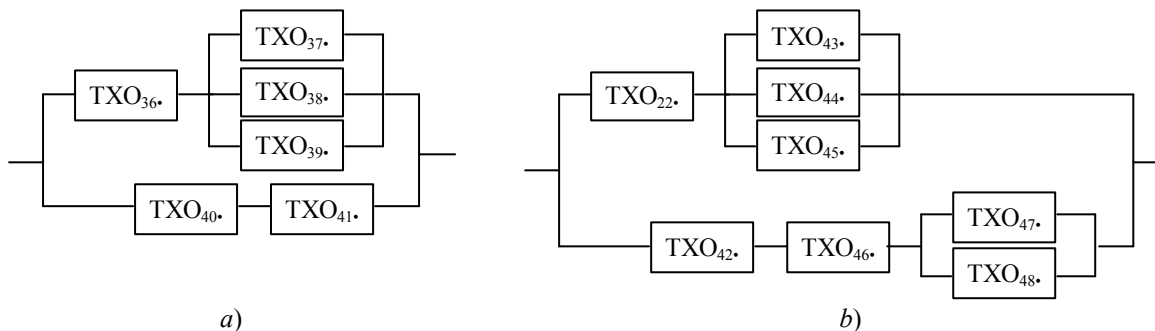 TXO₃₇.
TXO₃₆.
TXO₃₈.
TXO₃₉.
TXO₄₀.
TXO₄₁.
a)
TXO₄₃.
TXO₂₂.
TXO₄₄.
TXO₄₅.
TXO₄₇.
TXO₄₂.
TXO₄₆.
TXO₄₈.
b)